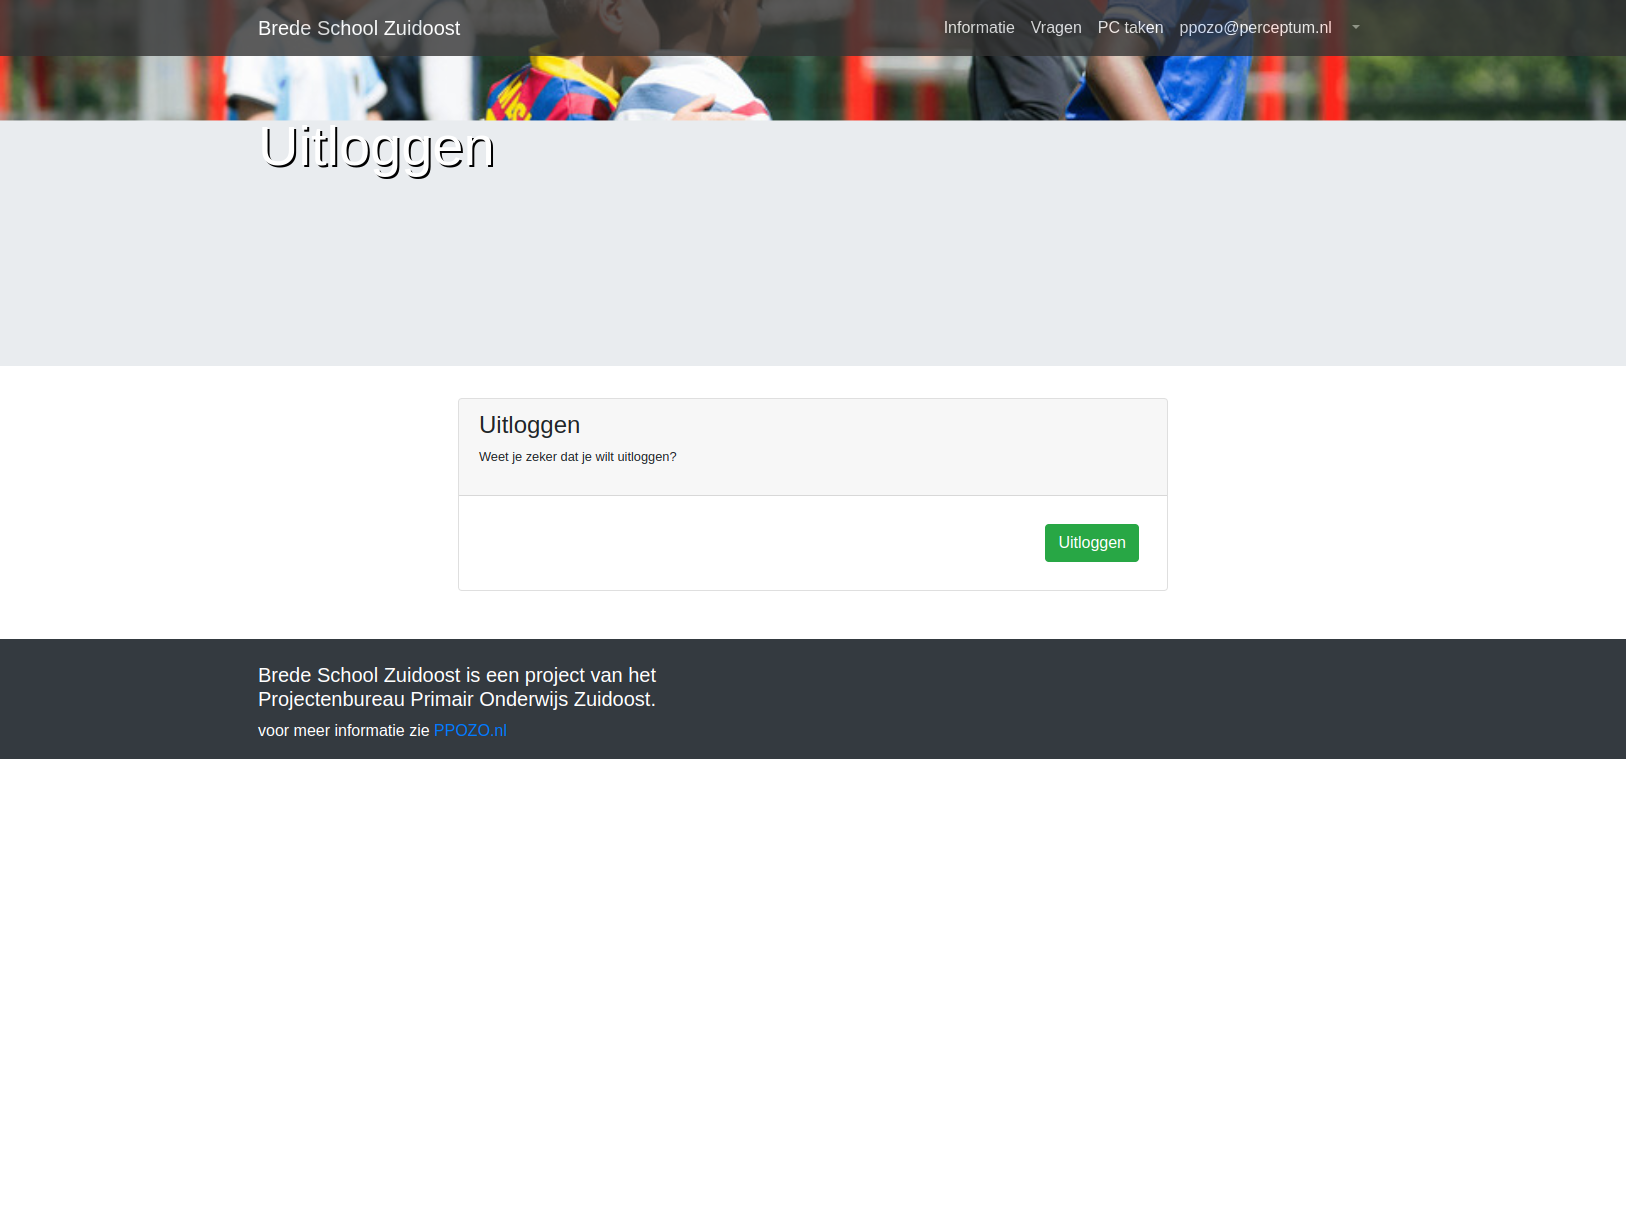 Brede School Zuidoost
Informatie Vragen PC taken ppozo@perceptum.nl
Uitloggen
Uitloggen
Weet je zeker dat je wilt uitloggen?
Uitloggen
Brede School Zuidoost is een project van het
Projectenbureau Primair Onderwijs Zuidoost.
voor meer informatie zie PPOZO.nl